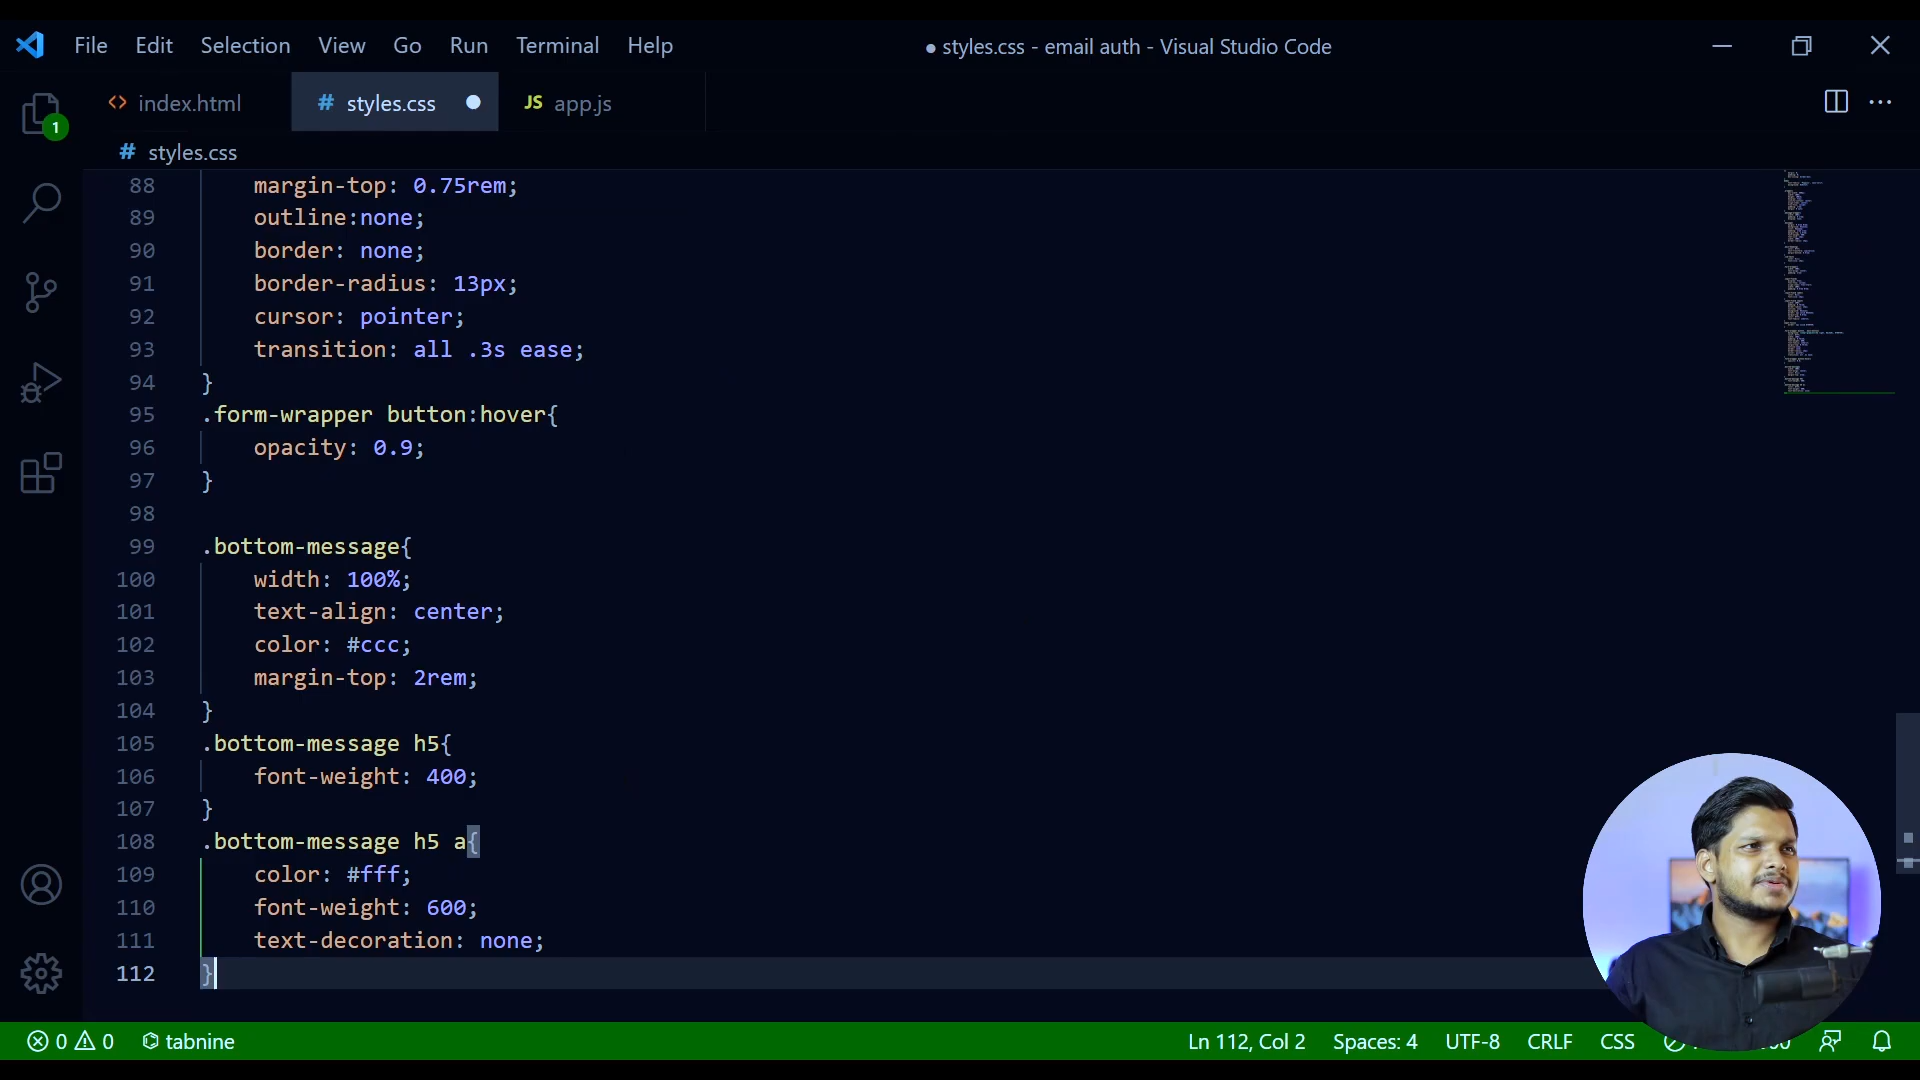 File Edit Selection View Go Run Terminal Help
● styles.css - email auth - Visual Studio Code
<> index.html
# styles.css
JS app.js
1
# styles.css
88 margin-top: 0.75rem;
89 outline:none;
90 border: none;
91 border-radius: 13px;
92 cursor: pointer;
93 transition: all .3s ease;
94 }
95 .form-wrapper button:hover{
96 opacity: 0.9;
97 }
98
99 .bottom-message{
100 width: 100%;
101 text-align: center;
102 color: #ccc;
103 margin-top: 2rem;
104 }
105 .bottom-message h5{
106 font-weight: 400;
107 }
108 .bottom-message h5 a{
109 color: #fff;
110 font-weight: 600;
111 text-decoration: none;
112 }
0 0 tabnine
Ln 112, Col 2 Spaces: 4 UTF-8 CRLF CSS